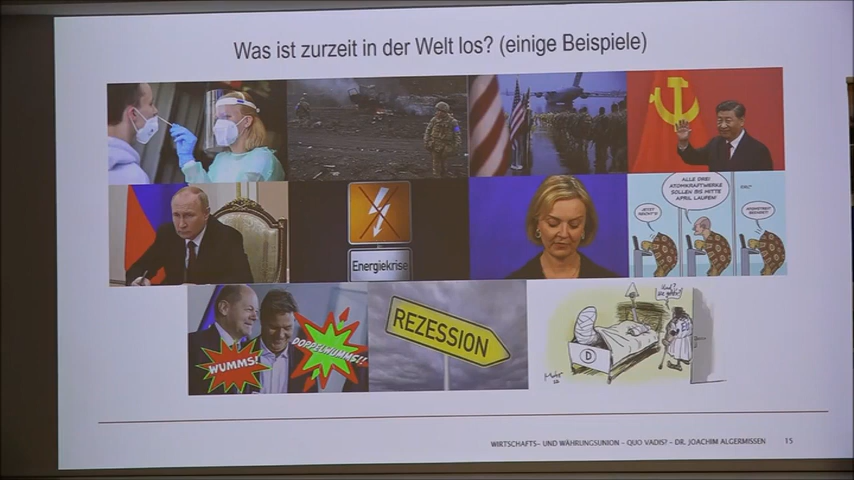 Was ist zurzeit in der Welt los? (einige Beispiele)
Energiekrise
JETZT
ALLE DREI
ATOMKRAFTWERKE
SOLLEN BIS MITTE
APRIL LAUFEN!
WUMMS!
DOPPELWUMMS!!
REZESSION
D
WIRTSCHAFTS- UND WÄHRUNGSUNION - QUO VADIS? - DR. JOACHIM ALGERMISSEN 15